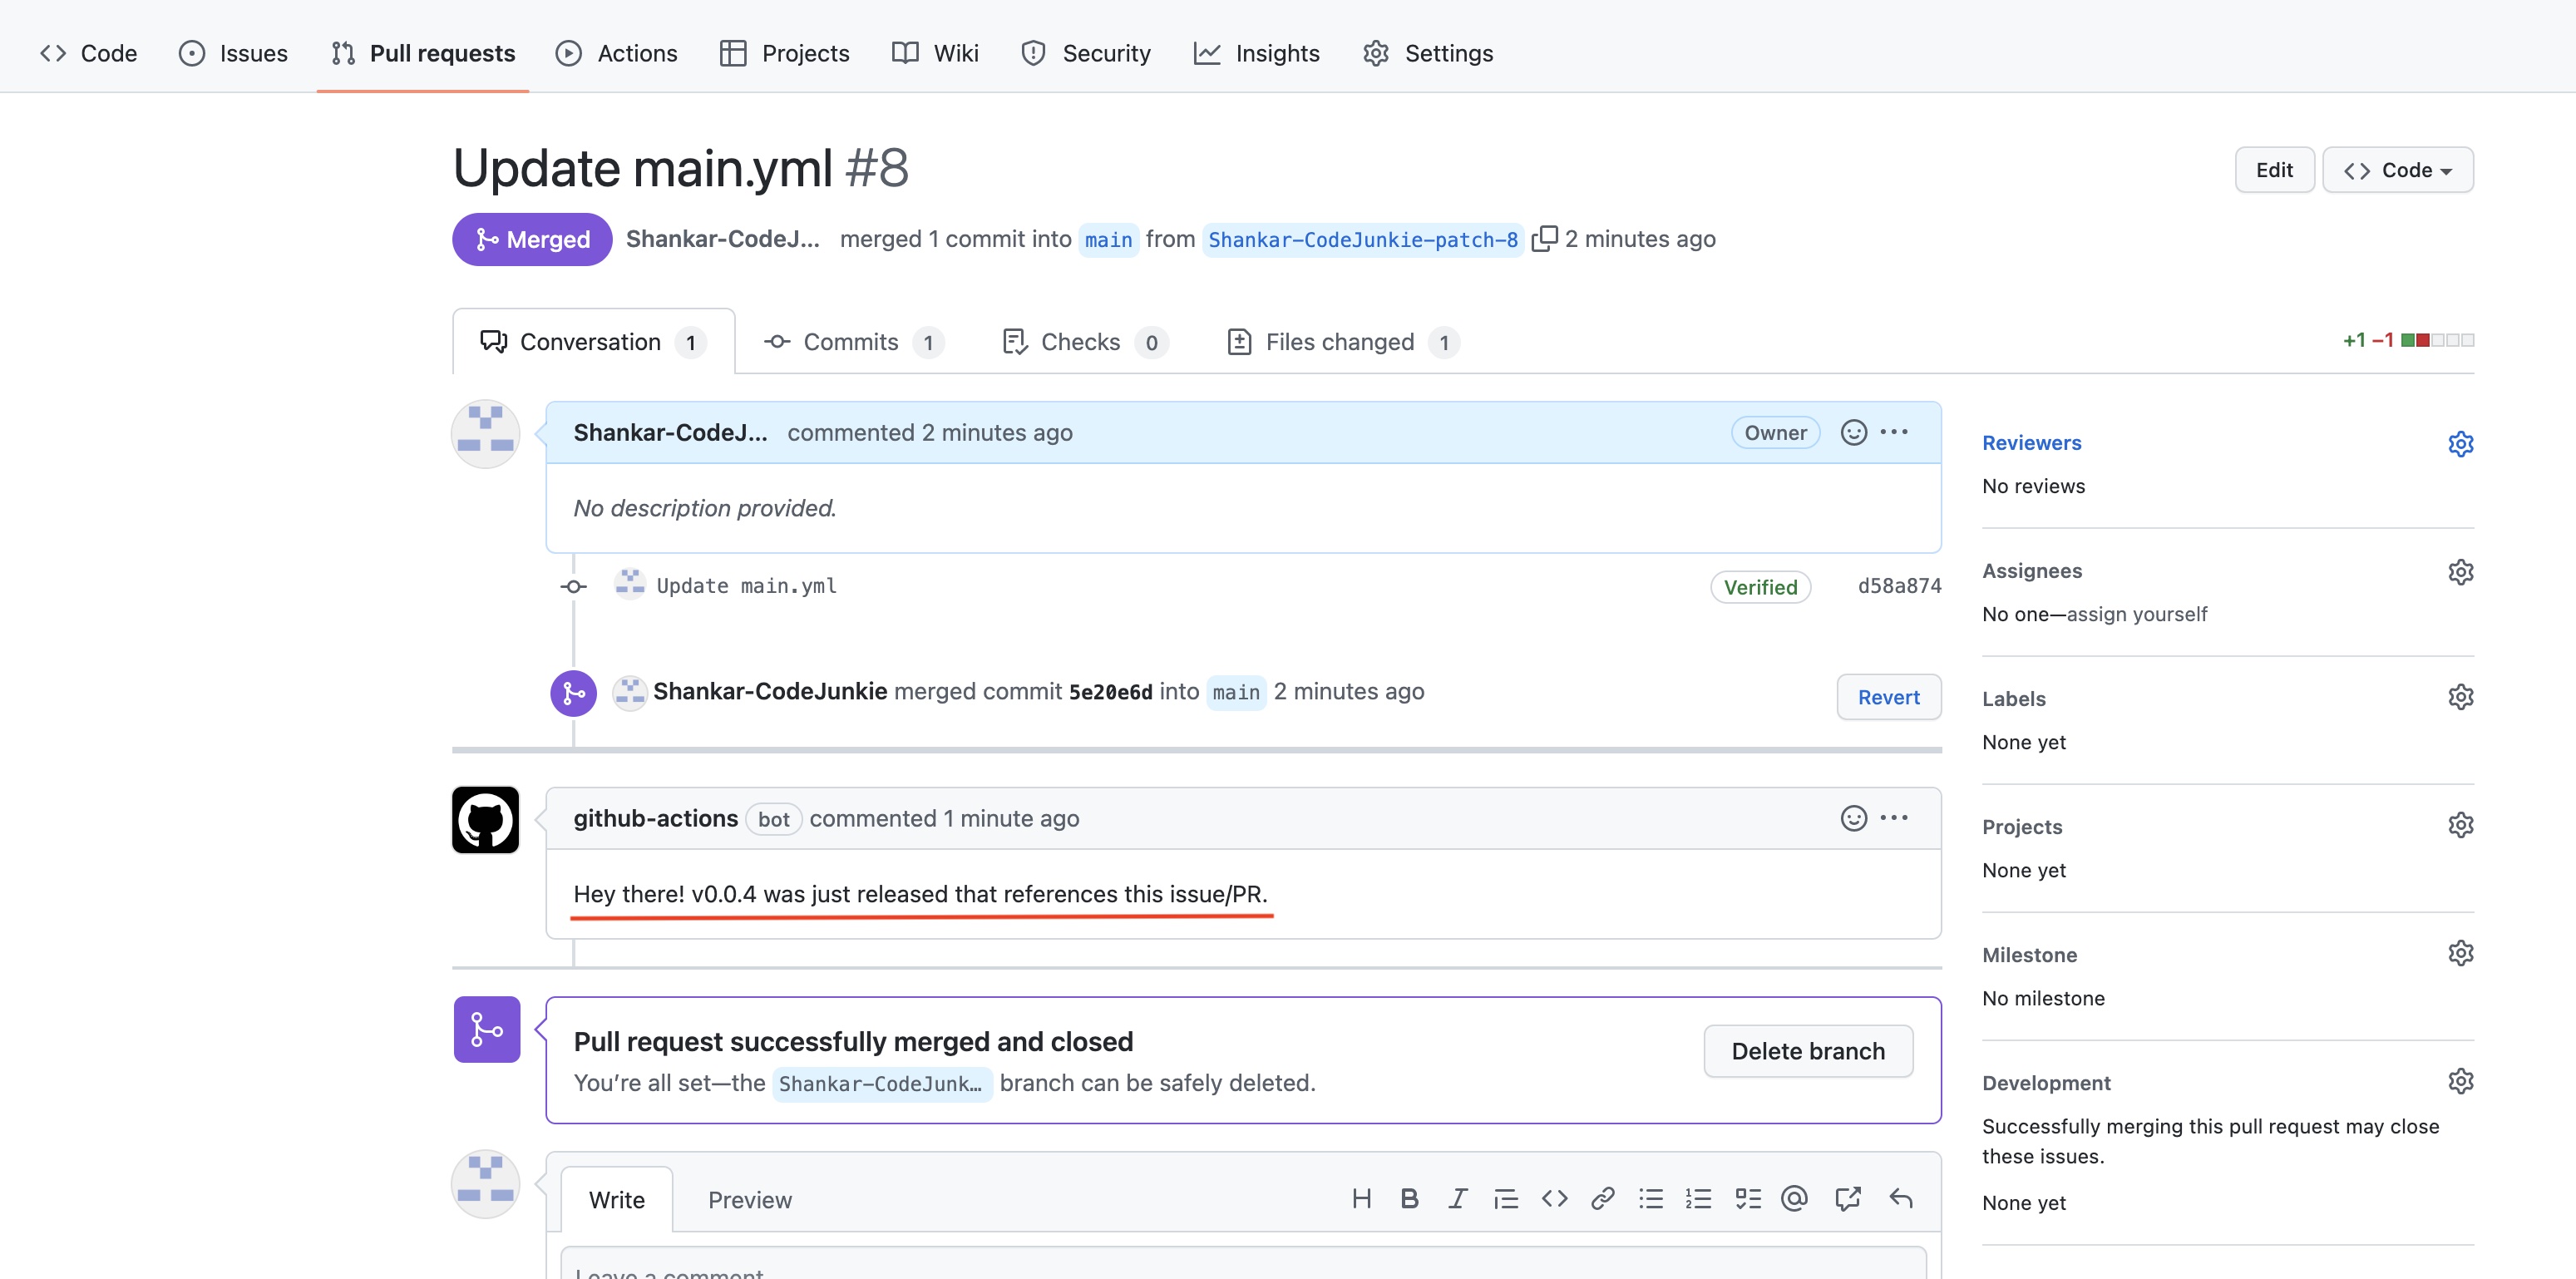 Code Issues Pull requests Actions Projects Wiki Security Insights Settings
Update main.yml #8
Edit Code
Merged Shankar-CodeJ... merged 1 commit into main from Shankar-CodeJunkie-patch-8 2 minutes ago
Conversation 1 Commits 1 Checks 0 Files changed 1 +1 −1
Shankar-CodeJ... commented 2 minutes ago Owner
No description provided.
Update main.yml Verified d58a874
Shankar-CodeJunkie merged commit 5e20e6d into main 2 minutes ago Revert
github-actions bot commented 1 minute ago
Hey there! v0.0.4 was just released that references this issue/PR.
Pull request successfully merged and closed
You're all set—the Shankar-CodeJunk… branch can be safely deleted.
Delete branch
Write Preview
Leave a comment
Reviewers
No reviews
Assignees
No one—assign yourself
Labels
None yet
Projects
None yet
Milestone
No milestone
Development
Successfully merging this pull request may close
these issues.
None yet